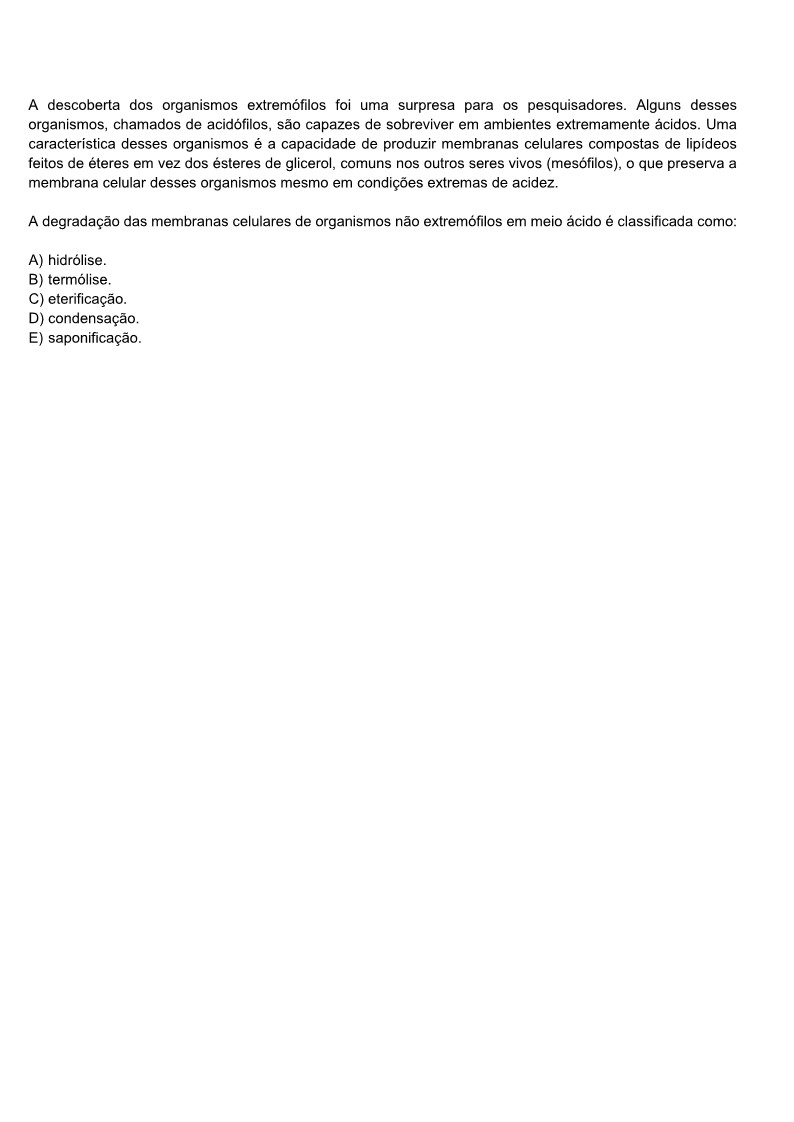 A descoberta dos organismos extremófilos foi uma surpresa para os pesquisadores. Alguns desses
organismos, chamados de acidófilos, são capazes de sobreviver em ambientes extremamente ácidos. Uma
característica desses organismos é a capacidade de produzir membranas celulares compostas de lipídeos
feitos de éteres em vez dos ésteres de glicerol, comuns nos outros seres vivos (mesófilos), o que preserva a
membrana celular desses organismos mesmo em condições extremas de acidez.
A degradação das membranas celulares de organismos não extremófilos em meio ácido é classificada como:
A) hidrólise.
B) termólise.
C) eterificação.
D) condensação.
E) saponificação.